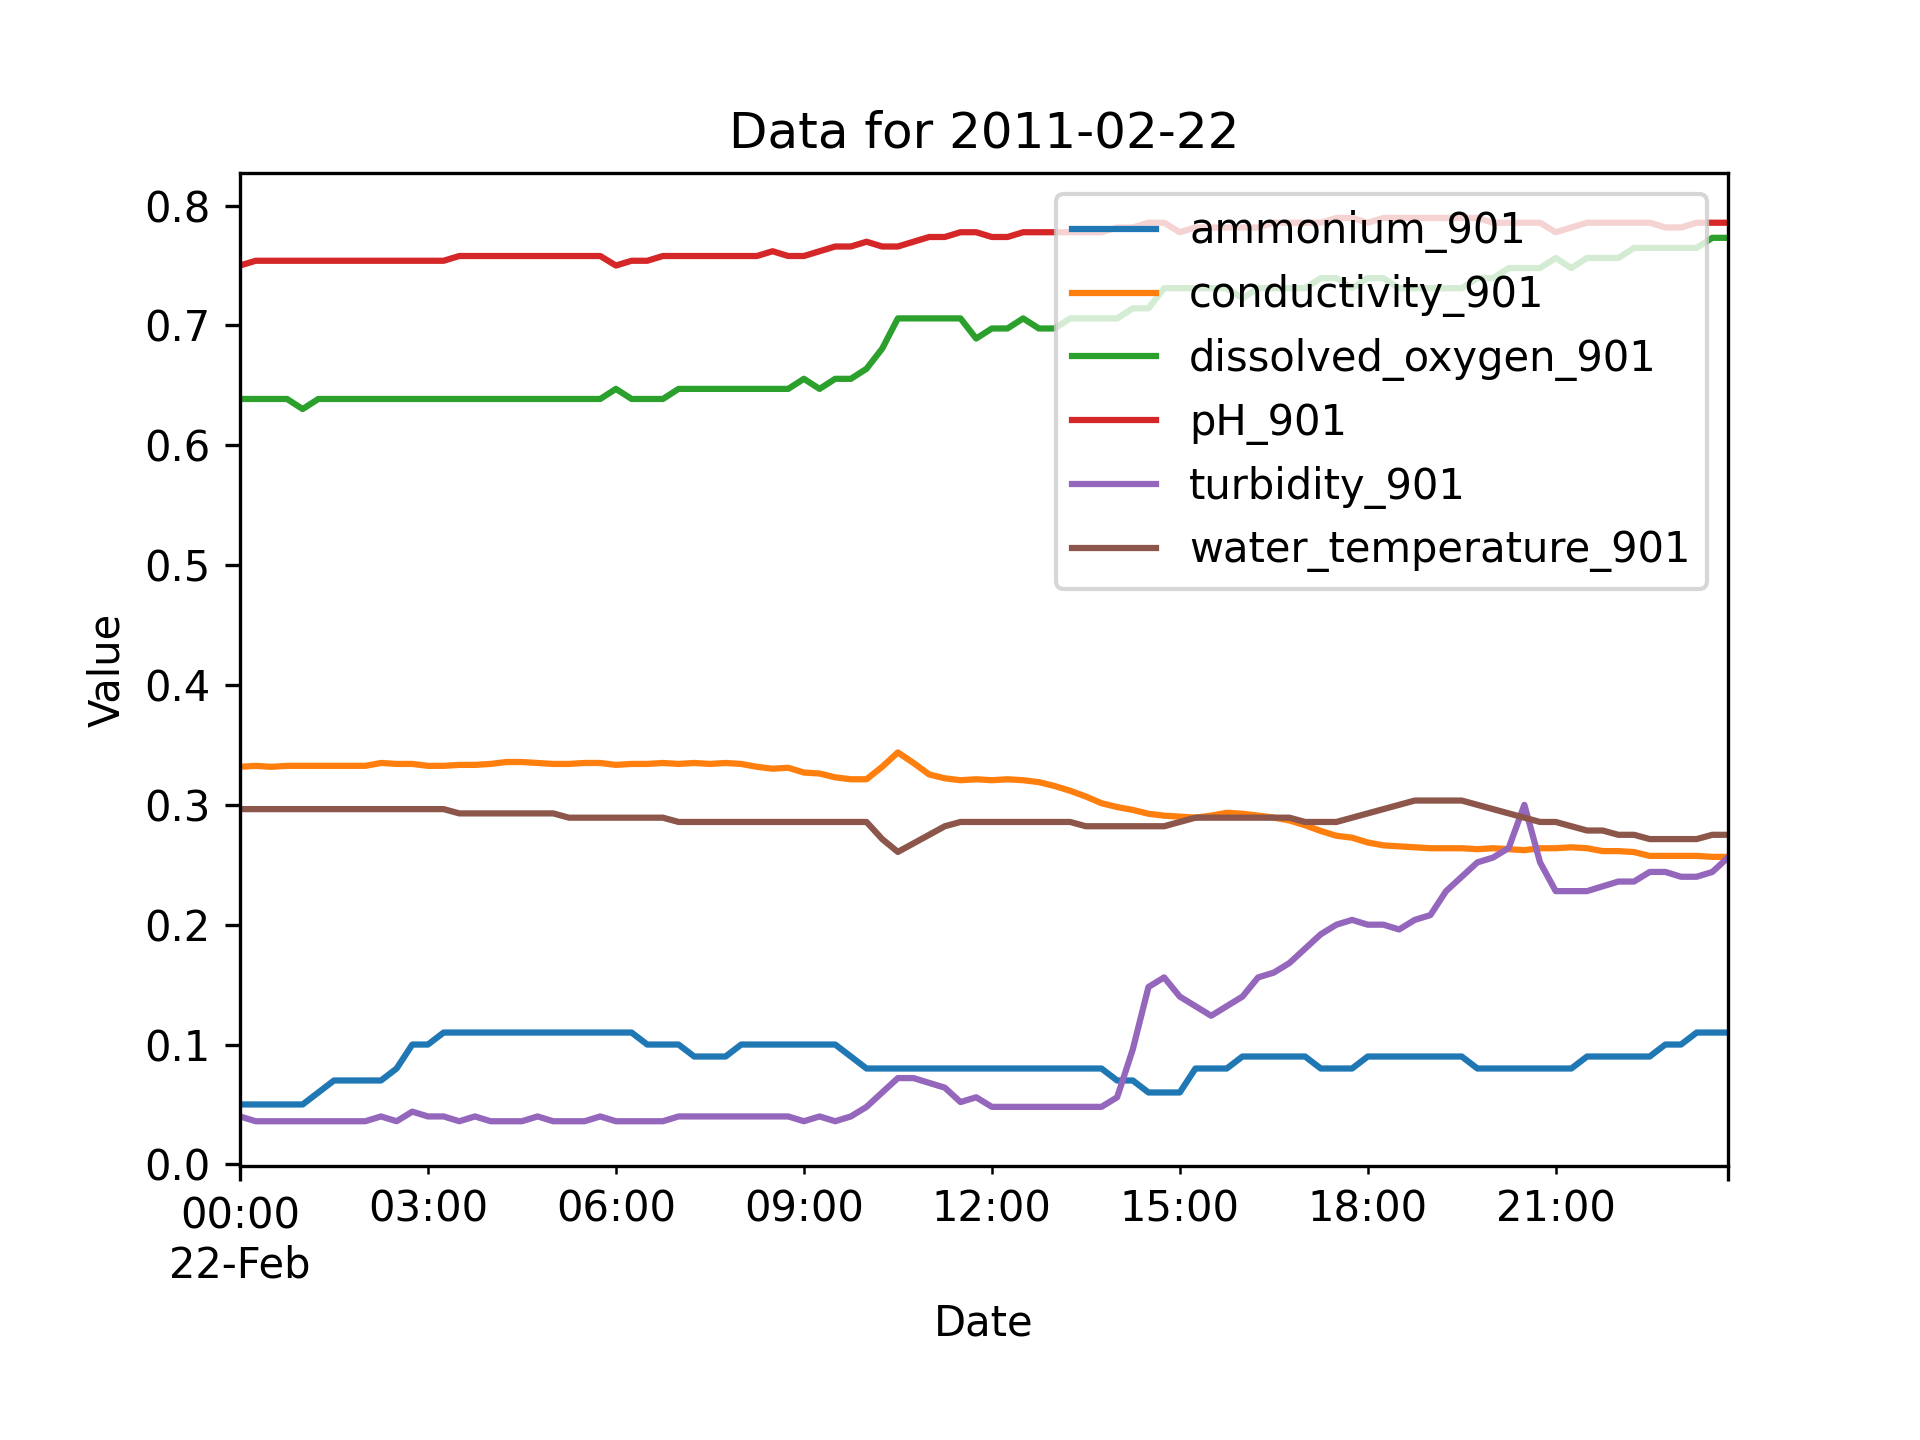 Data for 2011-02-22
0.8
0.7
0.6
0.5
0.4
0.3
0.2
0.1
0.0
Value
ammonium_901
conductivity_901
dissolved_oxygen_901
pH_901
turbidity_901
water_temperature_901
00:00 03:00 06:00 09:00 12:00 15:00 18:00 21:00
22-Feb
Date